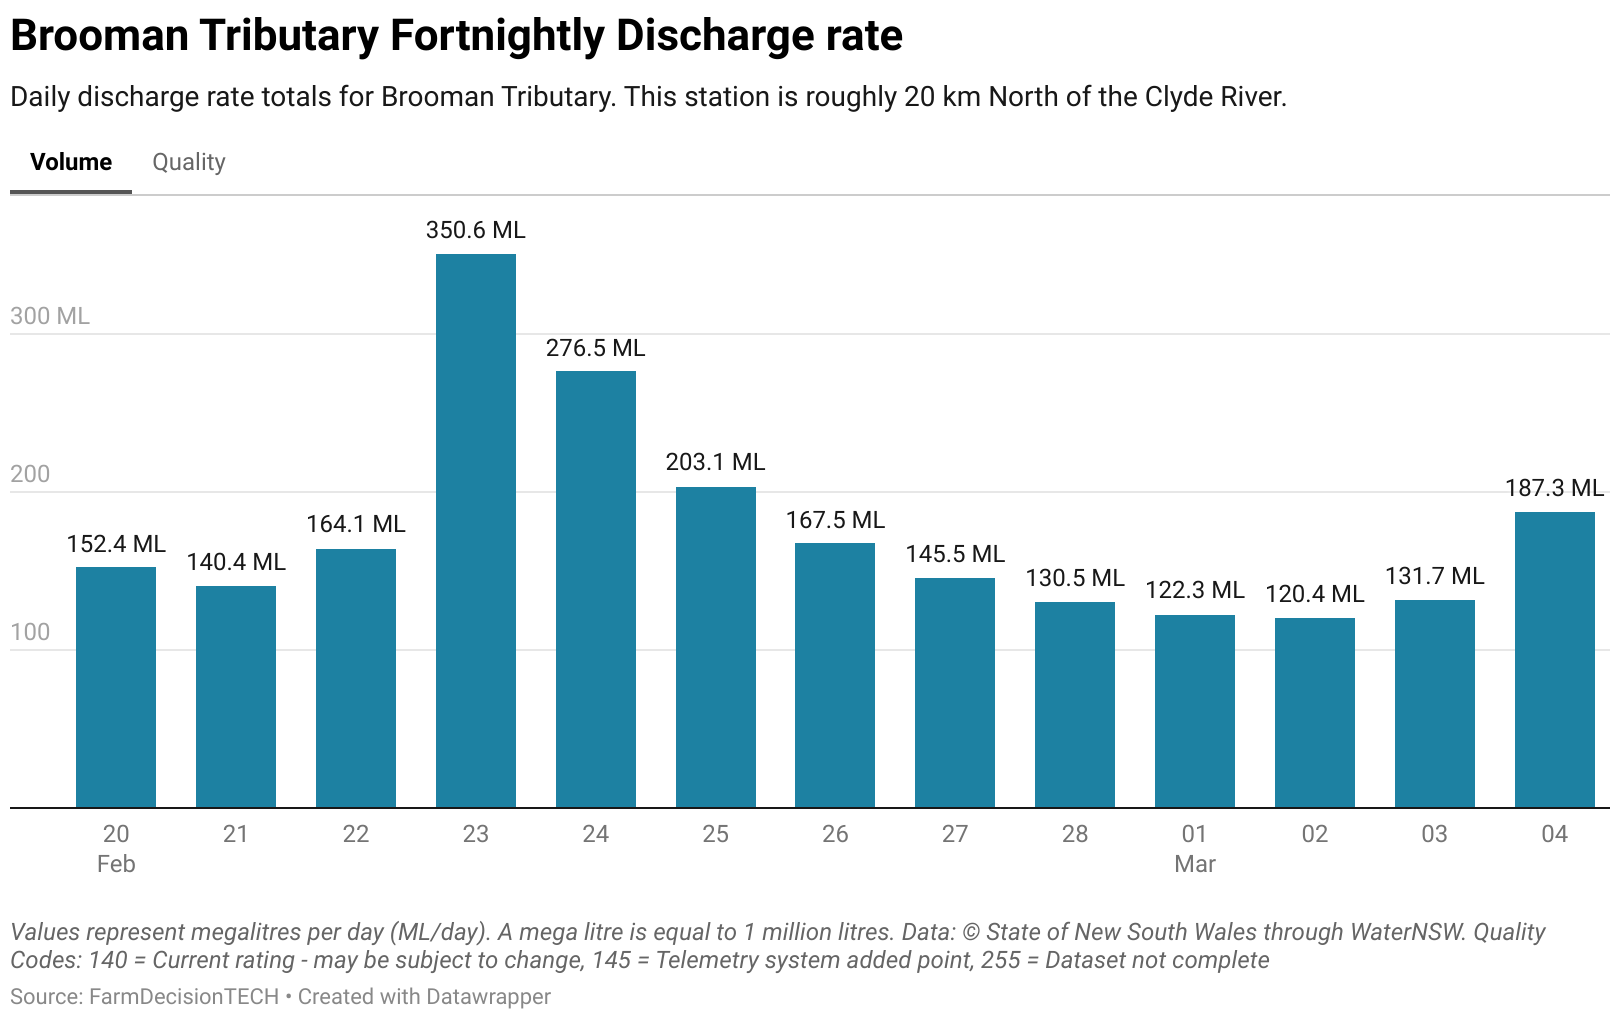 Brooman Tributary Fortnightly Discharge rate
Daily discharge rate totals for Brooman Tributary. This station is roughly 20 km North of the Clyde River.
Volume Quality
350.6 ML
300 ML
276.5 ML
203.1 ML
200
187.3 ML
167.5 ML
164.1 ML
152.4 ML
145.5 ML
140.4 ML
130.5 ML
131.7 ML
122.3 ML
120.4 ML
100
20 21 22 23 24 25 26 27 28 01 02 03 04
Feb Mar
Values represent megalitres per day (ML/day). A mega litre is equal to 1 million litres. Data: © State of New South Wales through WaterNSW. Quality
Codes: 140 = Current rating - may be subject to change, 145 = Telemetry system added point, 255 = Dataset not complete
Source: FarmDecisionTECH • Created with Datawrapper